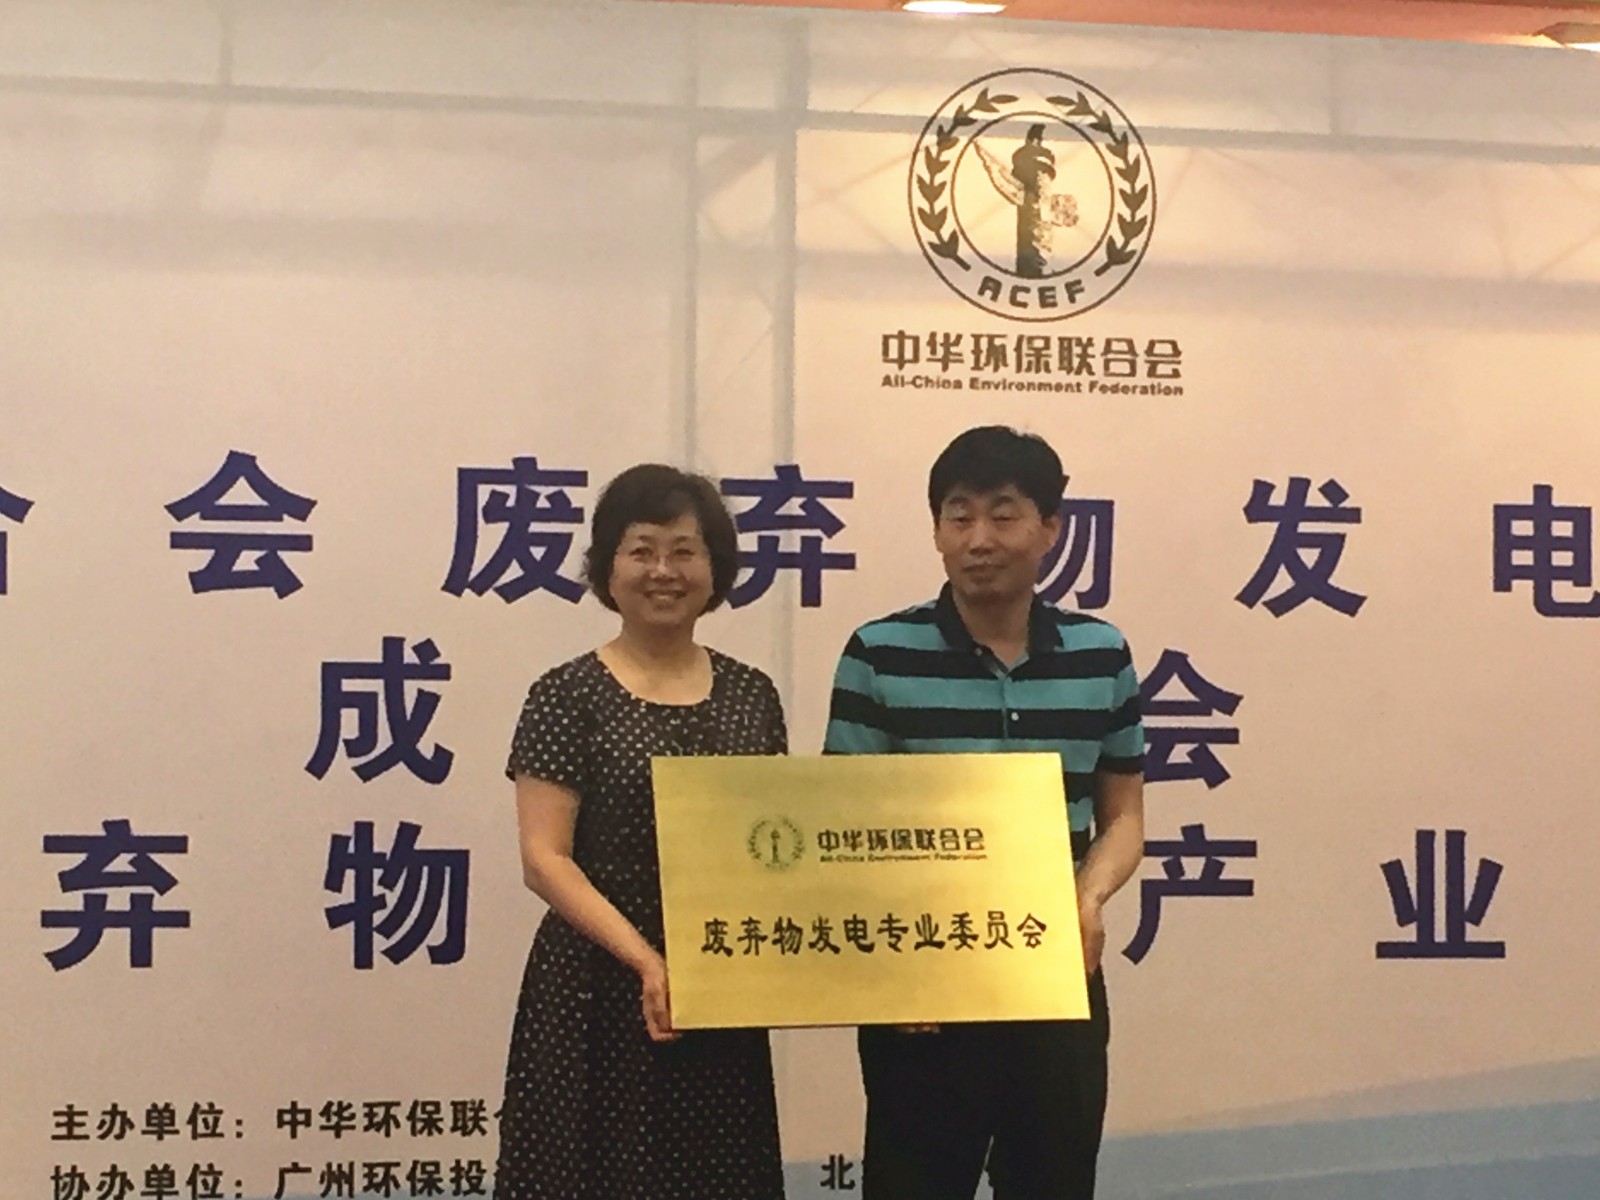 ACEF
中华环保联合会
All-China Environment Federation
会废弃物发电
成 会
弃物 产业
中华环保联合会
All-China Environment Federation
废弃物发电专业委员会
主办单位：中华环保联
协办单位：广州环保投 北